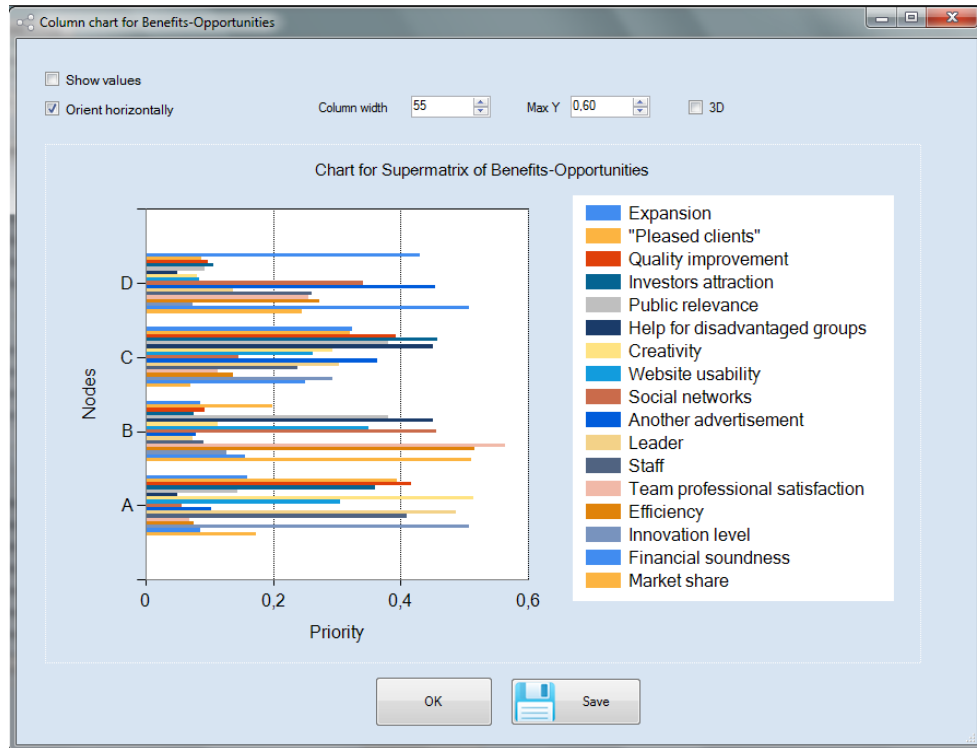 Column chart for Benefits-Opportunities
Show values
Orient horizontally
Column width
55
Max Y
0,60
3D
Chart for Supermatrix of Benefits-Opportunities
Nodes
D
C
B
A
0
0,2
0,4
0,6
Priority
Expansion
"Pleased clients"
Quality improvement
Investors attraction
Public relevance
Help for disadvantaged groups
Creativity
Website usability
Social networks
Another advertisement
Leader
Staff
Team professional satisfaction
Efficiency
Innovation level
Financial soundness
Market share
OK
Save